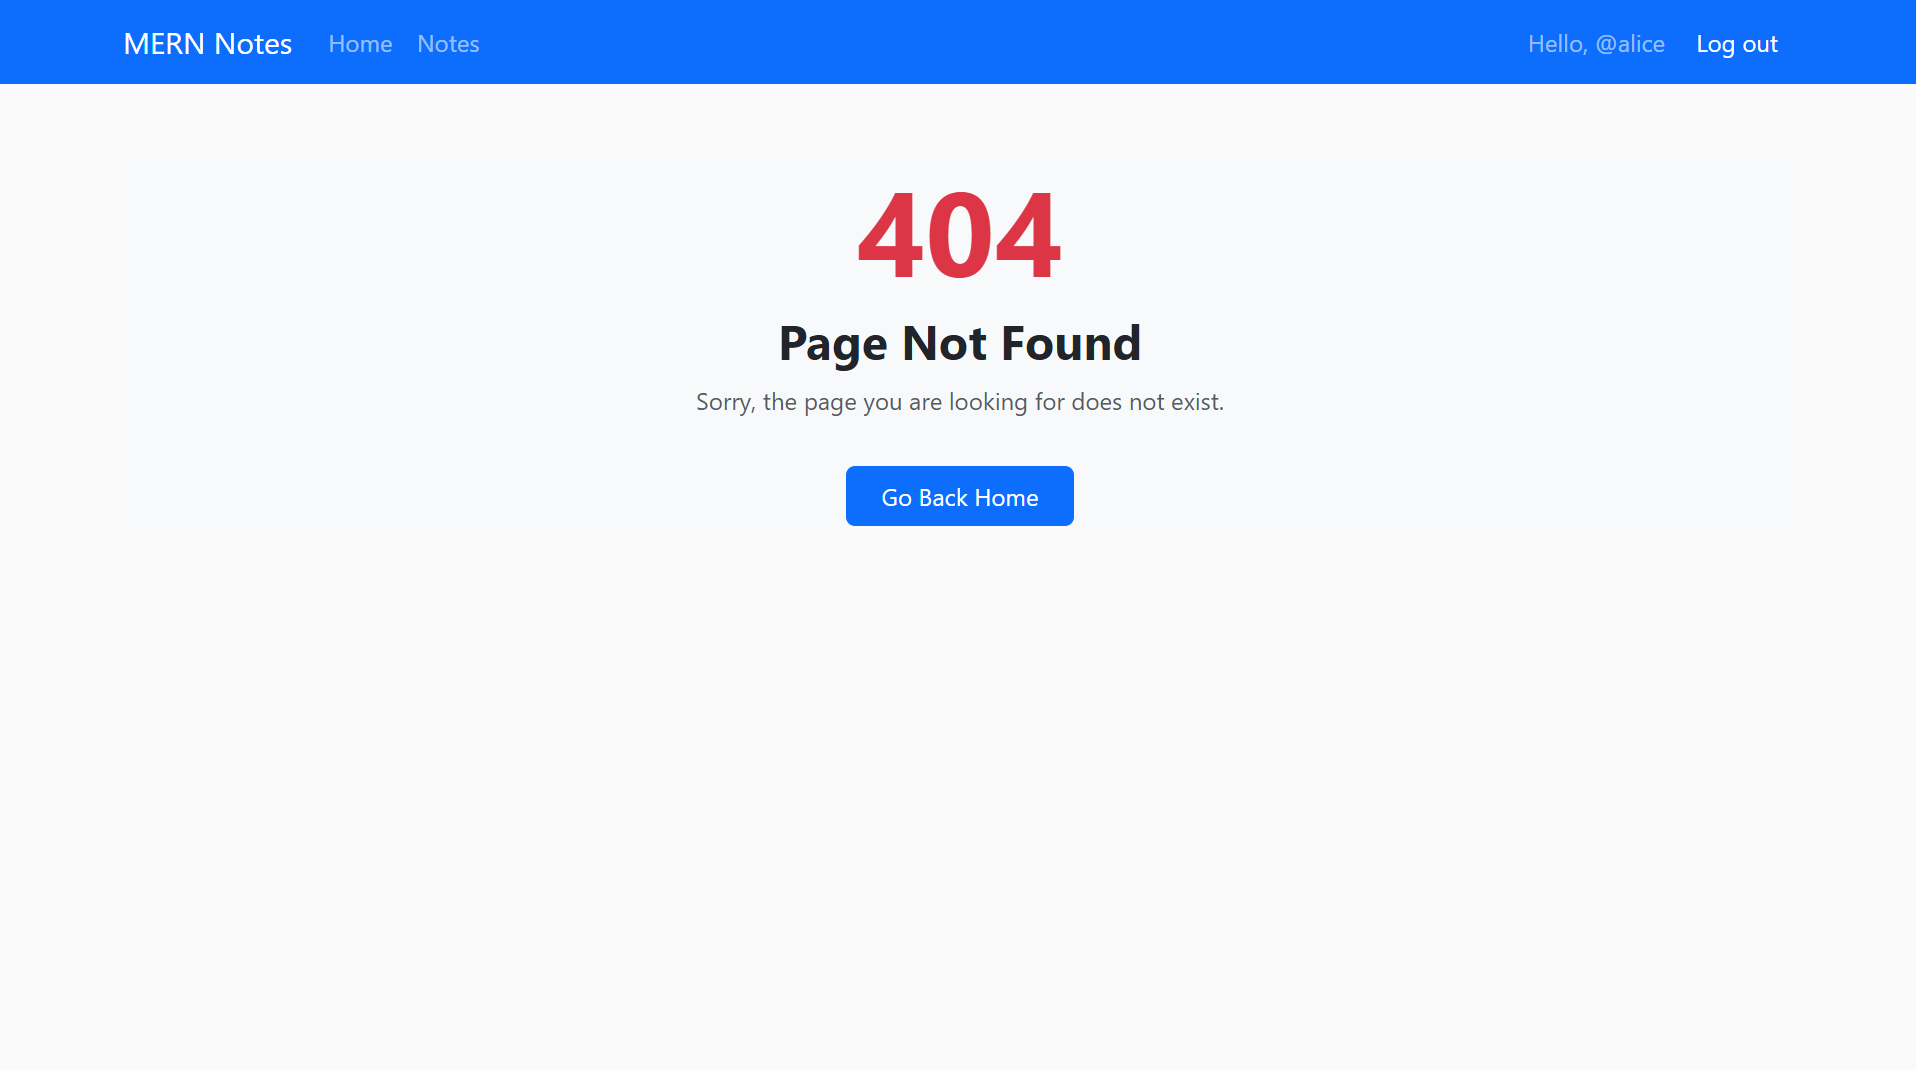 MERN Notes Home Notes Hello, @alice Log out
404
Page Not Found
Sorry, the page you are looking for does not exist.
Go Back Home